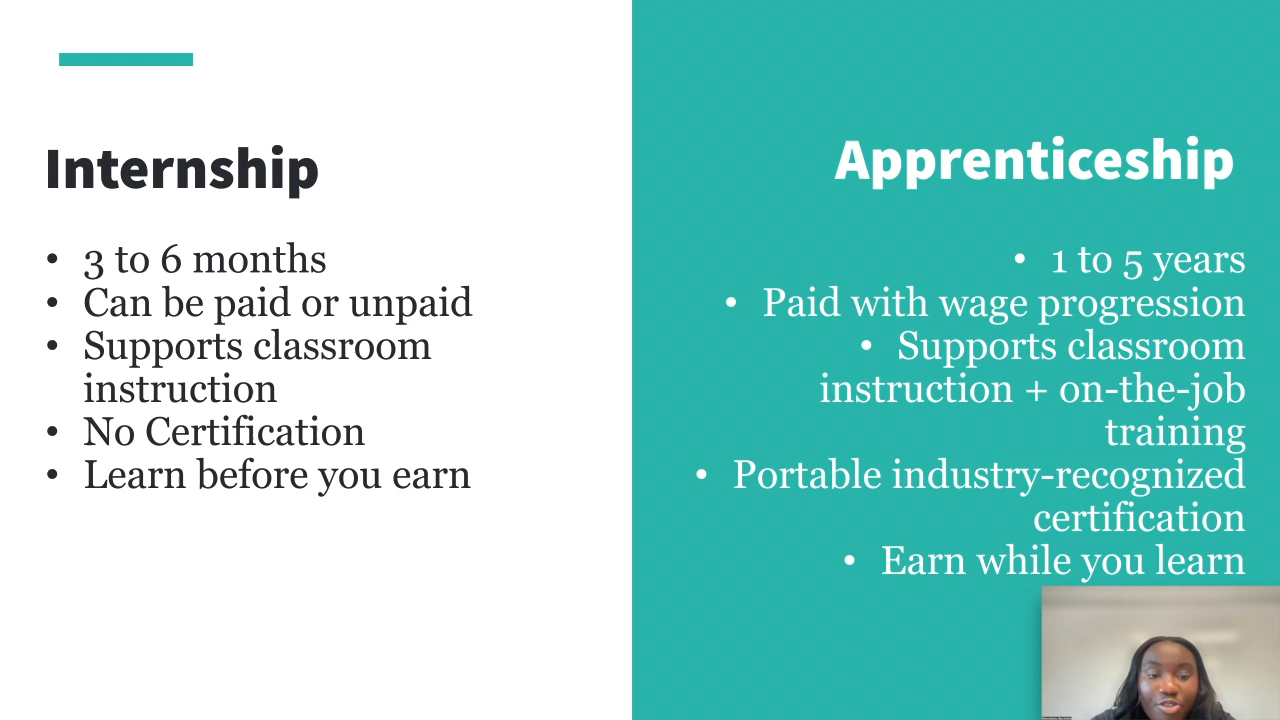 Internship
• 3 to 6 months
• Can be paid or unpaid
• Supports classroom
instruction
• No Certification
• Learn before you earn
Apprenticeship
• 1 to 5 years
• Paid with wage progression
• Supports classroom
instruction + on-the-job
training
• Portable industry-recognized
certification
• Earn while you learn